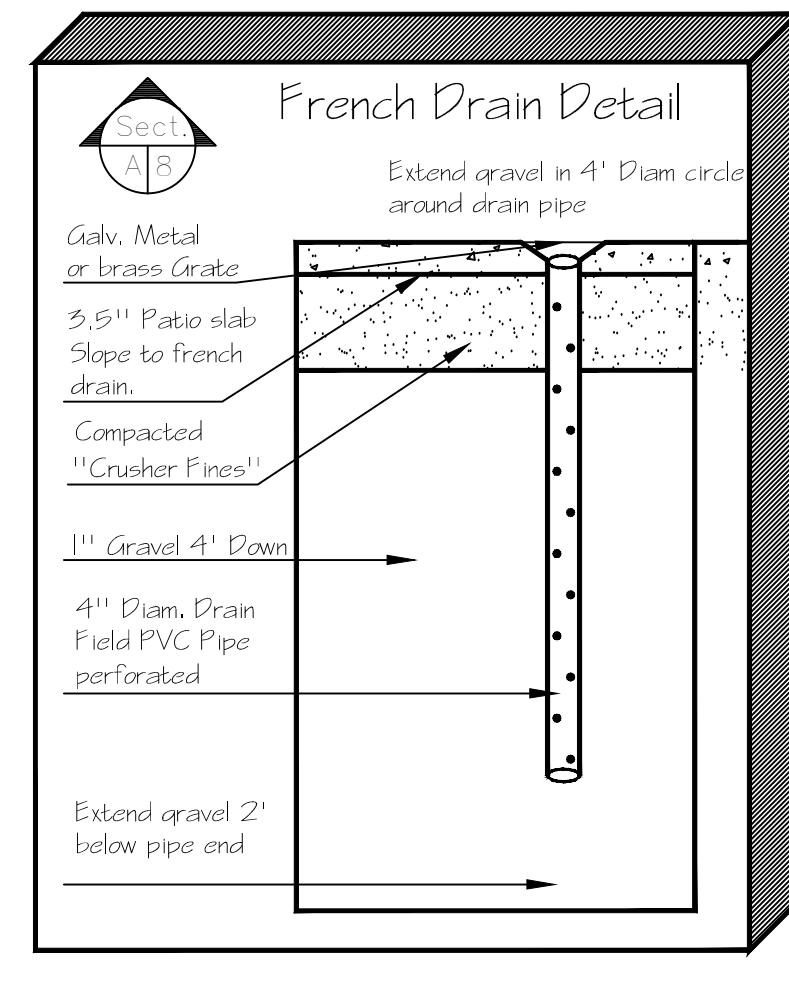 French Drain Detail
Sect.
A 8
Extend gravel in 4' Diam circle
around drain pipe
Galv. Metal
or brass Grate
3.5" Patio slab
Slope to french
drain.
Compacted
"Crusher Fines"
1" Gravel 4' Down
4" Diam. Drain
Field PVC Pipe
perforated
Extend gravel 2'
below pipe end